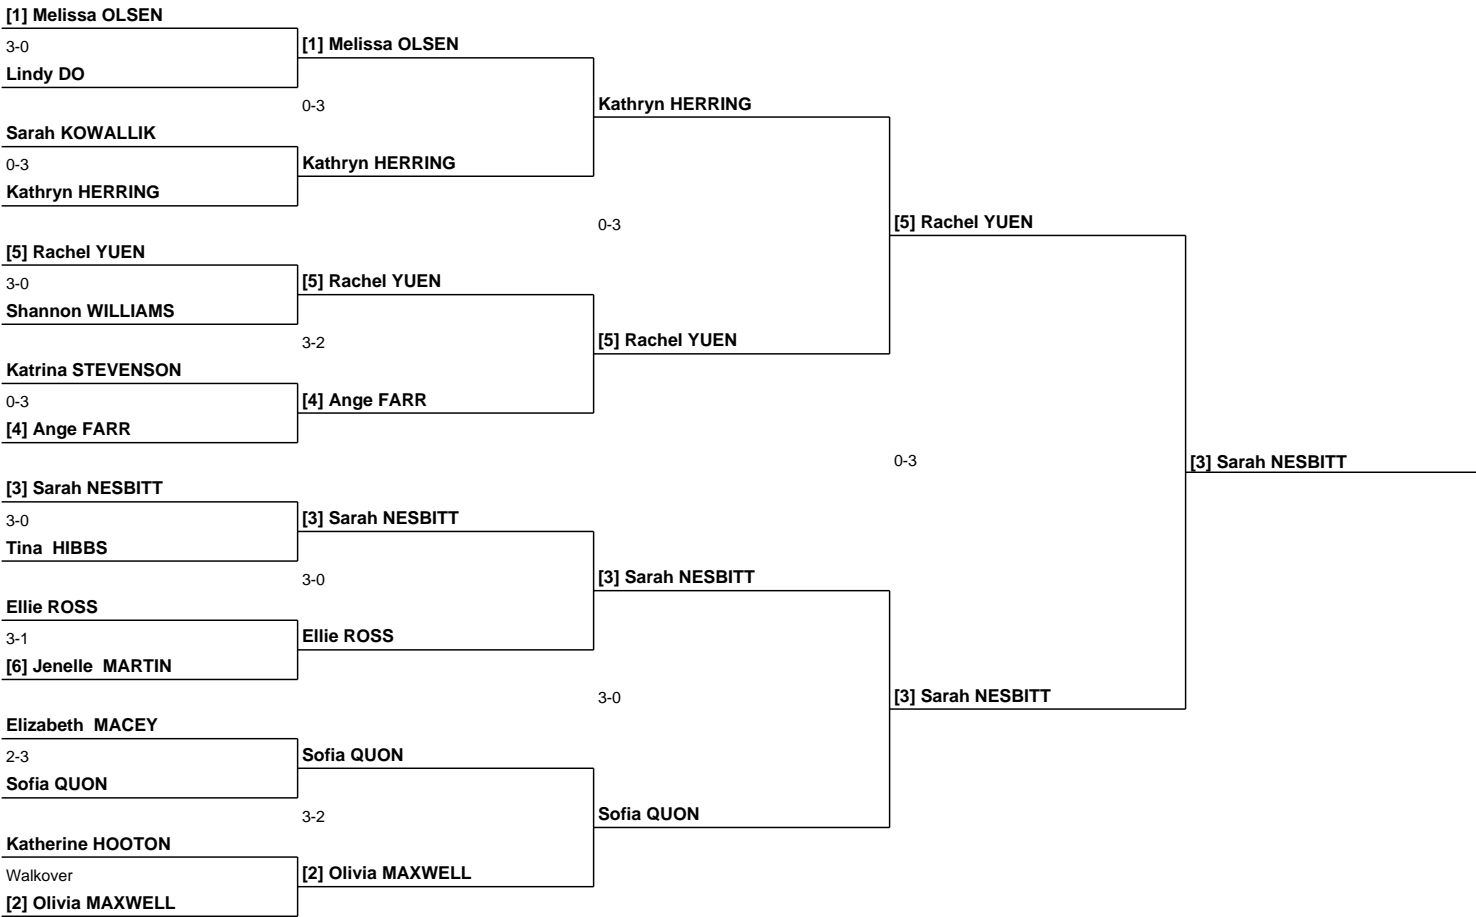 [1] Melissa OLSEN
3-0
Lindy DO
Sarah KOWALLIK
0-3
Kathryn HERRING
[5] Rachel YUEN
3-0
Shannon WILLIAMS
Katrina STEVENSON
0-3
[4] Ange FARR
[3] Sarah NESBITT
3-0
Tina HIBBS
Ellie ROSS
3-1
[6] Jenelle MARTIN
Elizabeth MACEY
2-3
Sofia QUON
Katherine HOOTON
Walkover
[2] Olivia MAXWELL
[1] Melissa OLSEN
0-3
Kathryn HERRING
[5] Rachel YUEN
3-2
[4] Ange FARR
[3] Sarah NESBITT
3-0
Ellie ROSS
Sofia QUON
3-2
[2] Olivia MAXWELL
Kathryn HERRING
0-3
[5] Rachel YUEN
[3] Sarah NESBITT
3-0
Sofia QUON
[5] Rachel YUEN
0-3
[3] Sarah NESBITT
[3] Sarah NESBITT